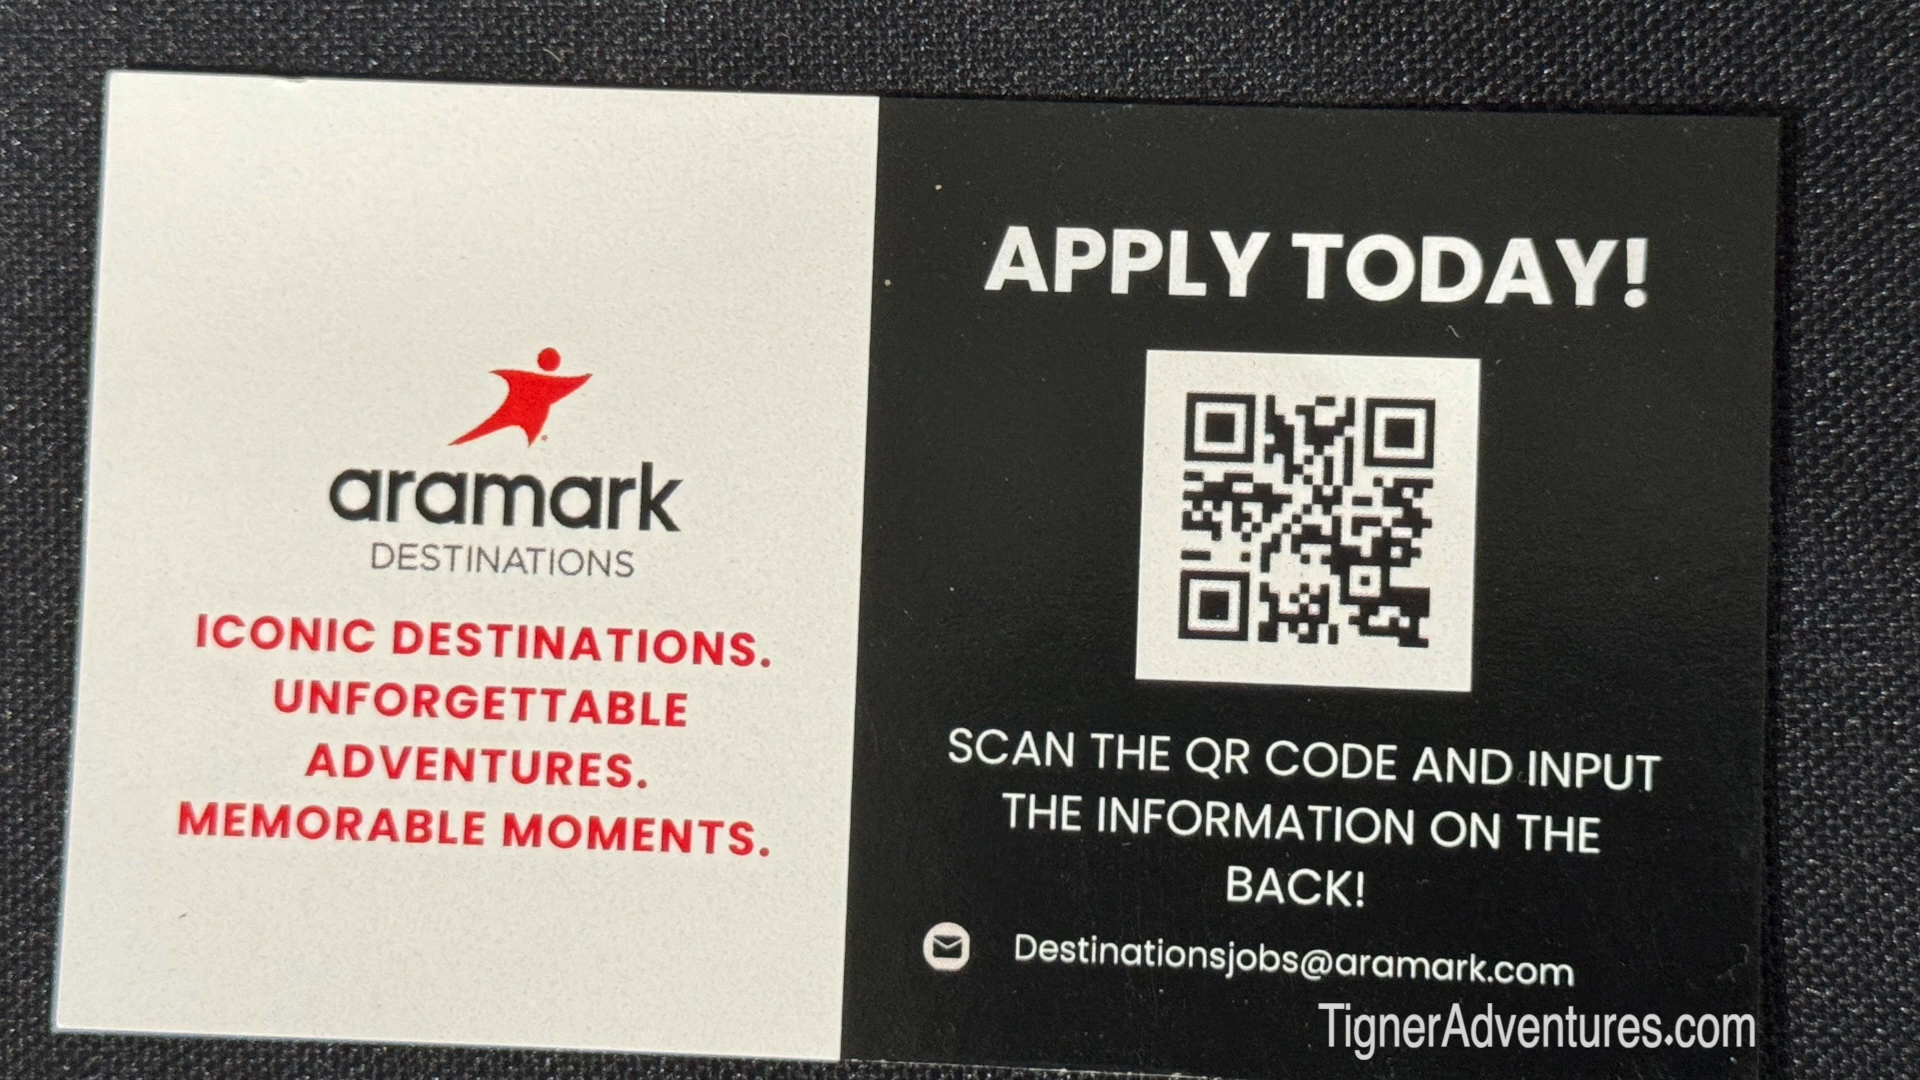 aramark
DESTINATIONS
ICONIC DESTINATIONS.
UNFORGETTABLE
ADVENTURES.
MEMORABLE MOMENTS.
APPLY TODAY!
SCAN THE QR CODE AND INPUT
THE INFORMATION ON THE
BACK!
Destinationsjobs@aramark.com
TignerAdventures.com